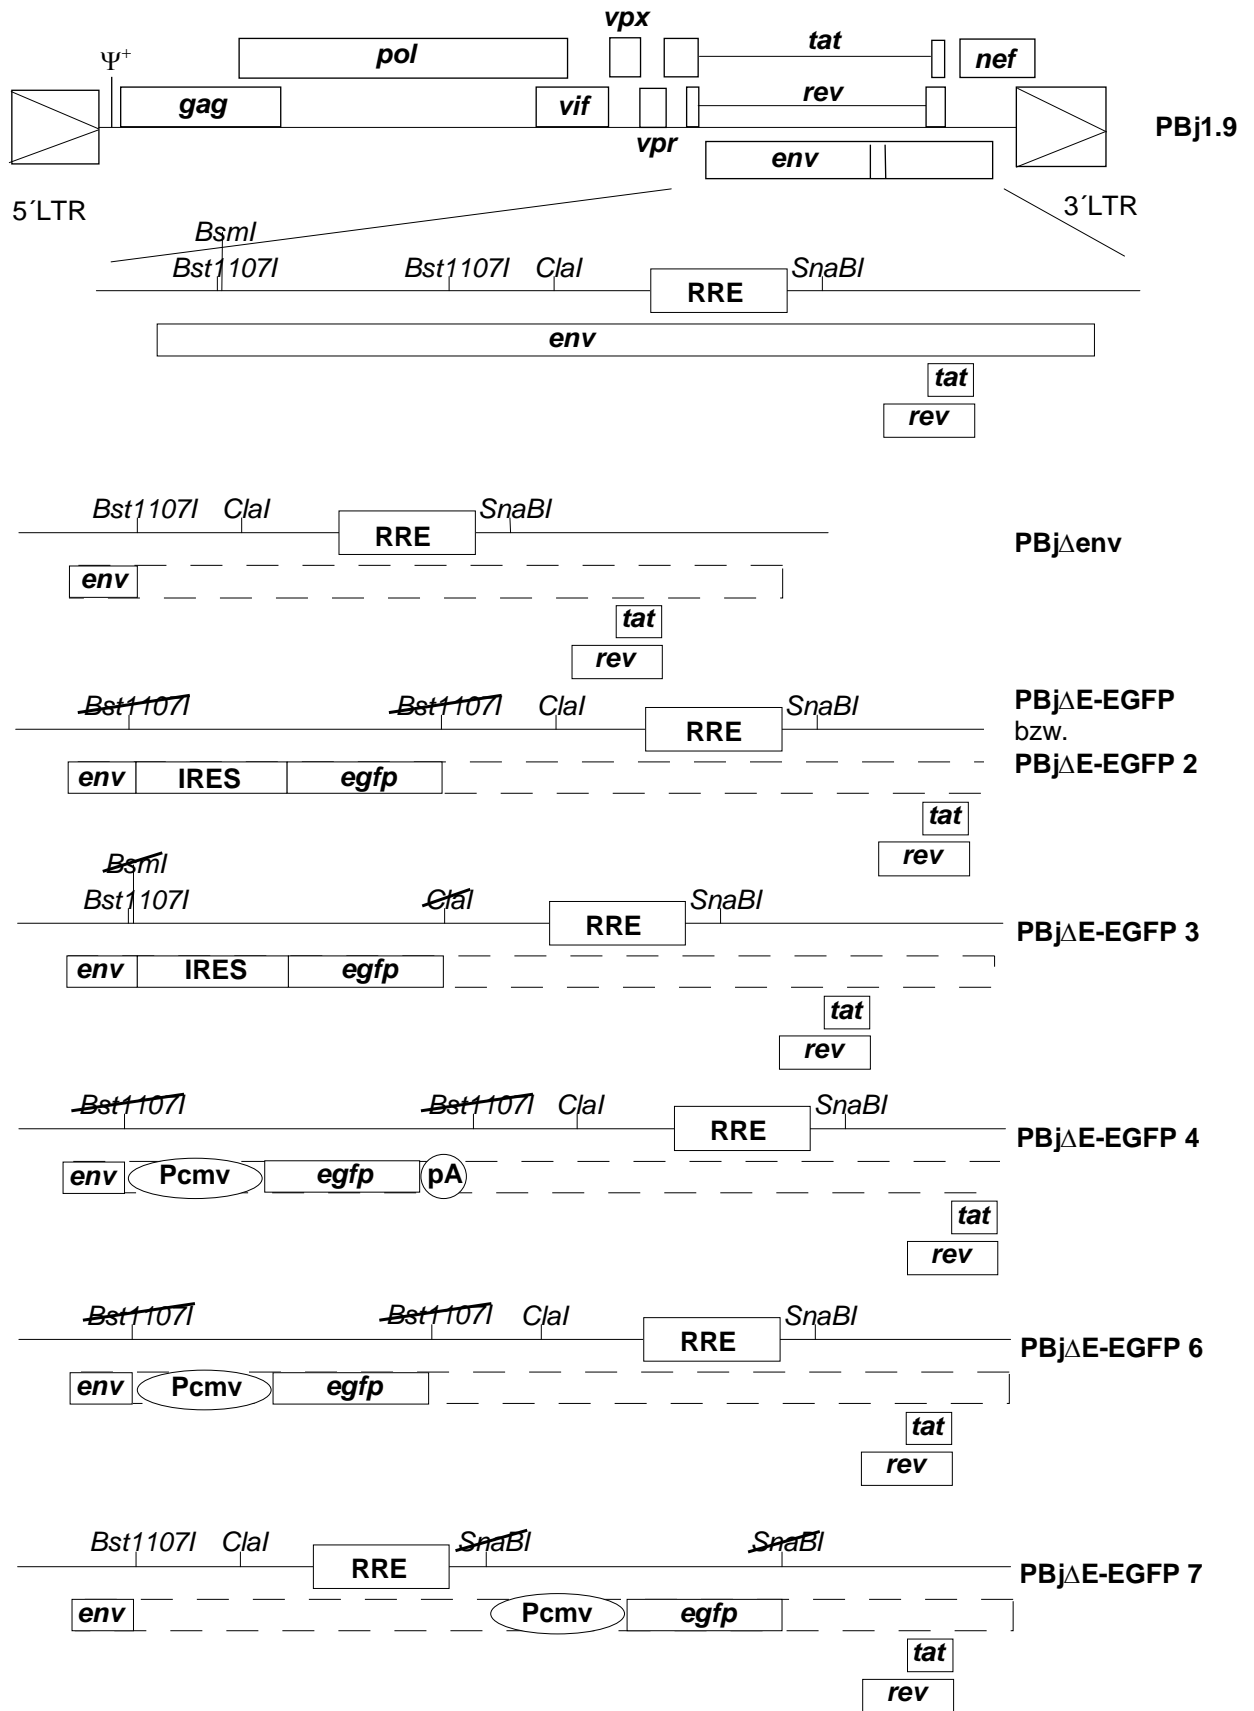 vpx
Ψ⁺
pol
tat
nef
gag
vif
rev
PBj1.9
vpr
env
5´LTR
3´LTR
BsmI
Bst1107I
Bst1107I
ClaI
SnaBI
RRE
env
tat
rev
Bst1107I
ClaI
SnaBI
RRE
PBjΔenv
env
tat
rev
Bst1107I
Bst1107I
ClaI
SnaBI
PBjΔE-EGFP
RRE
bzw.
env
IRES
egfp
PBjΔE-EGFP 2
tat
rev
BsmI
Bst1107I
ClaI
SnaBI
RRE
PBjΔE-EGFP 3
env
IRES
egfp
tat
rev
Bst1107I
Bst1107I
ClaI
SnaBI
RRE
PBjΔE-EGFP 4
env
Pcmv
egfp
pA
tat
rev
Bst1107I
Bst1107I
ClaI
SnaBI
RRE
PBjΔE-EGFP 6
env
Pcmv
egfp
tat
rev
Bst1107I
ClaI
SnaBI
SnaBI
RRE
PBjΔE-EGFP 7
env
Pcmv
egfp
tat
rev